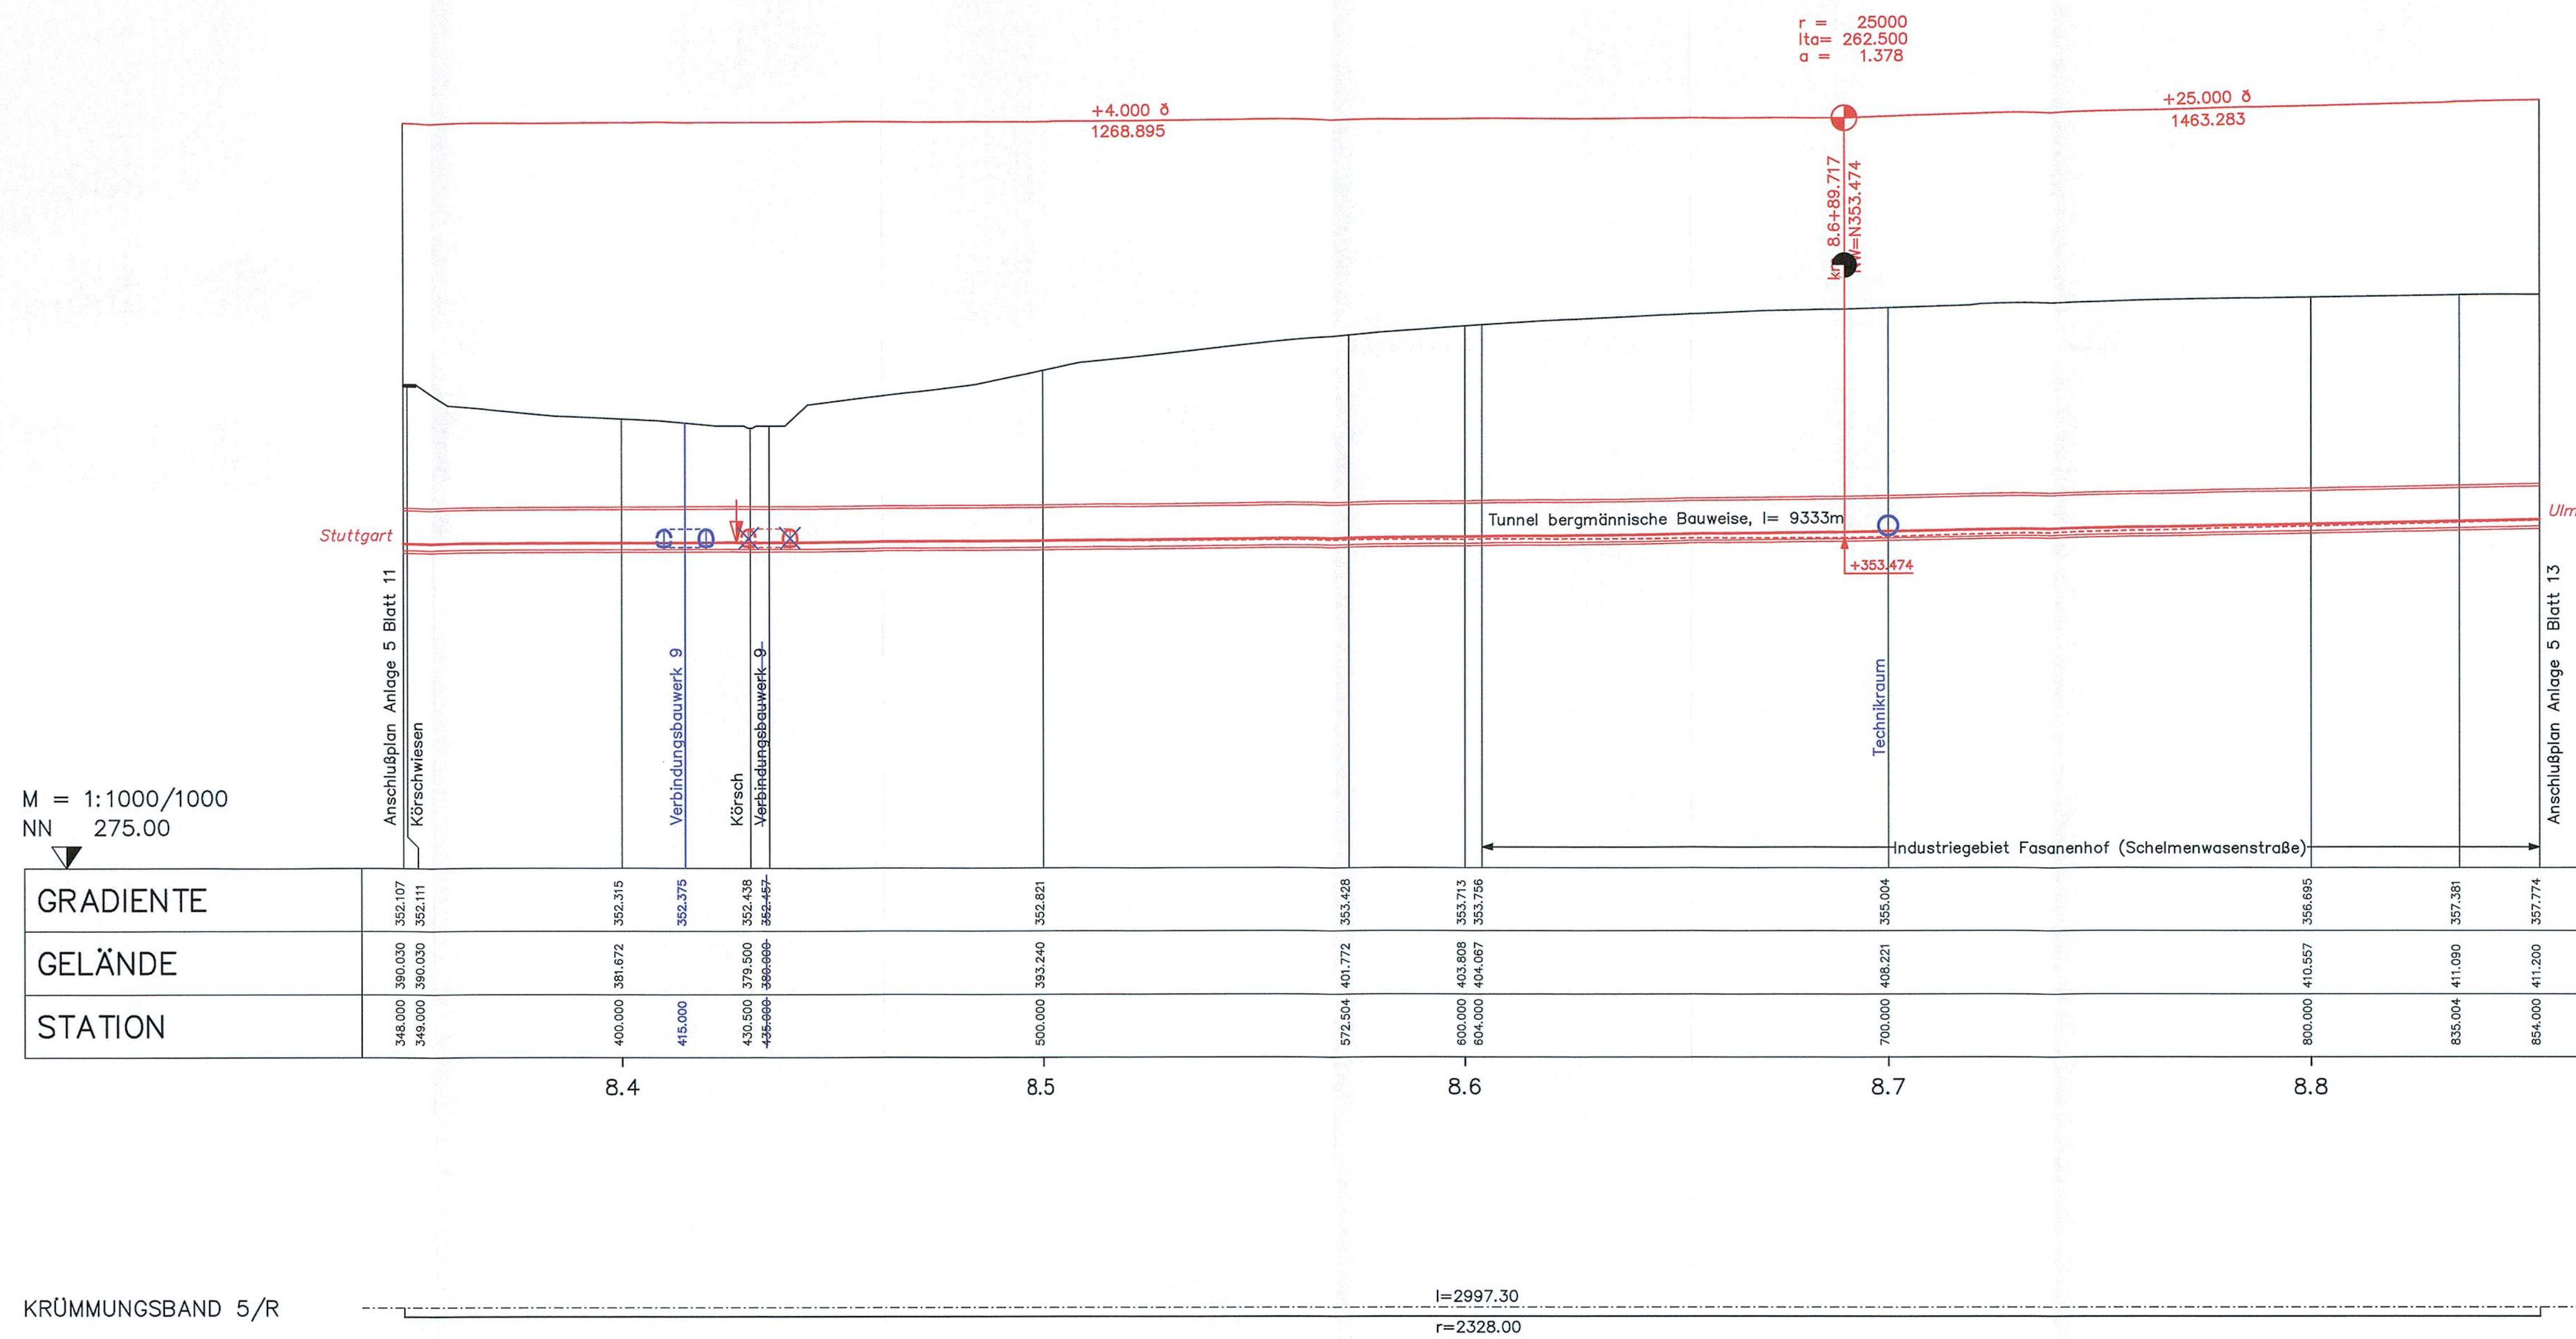 r = 25000
lta= 262.500
a = 1.378
+4.000 ð
1268.895
+25.000 ð
1463.283
km 8.6+89.717
NW=N353.474
Stuttgart
Ulm
Tunnel bergmännische Bauweise, l= 9333m
+353.474
Anschlußplan Anlage 5 Blatt 11
Körschwiesen
Verbindungsbauwerk 9
Körsch
Verbindungsbauwerk 9
Technikraum
Anschlußplan Anlage 5 Blatt 13
Industriegebiet Fasanenhof (Schelmenwasenstraße)
M = 1:1000/1000
NN 275.00
GRADIENTE 352.107 352.111 352.315 352.375 352.438 352.457 352.821 353.428 353.713 353.756 355.004 356.695 357.381 357.774
GELÄNDE 390.030 390.030 381.672 379.500 380.000 393.240 401.772 403.808 404.067 408.221 410.557 411.090 411.200
STATION 348.000 349.000 400.000 415.000 430.500 435.000 500.000 572.504 600.000 604.000 700.000 800.000 835.004 854.000
8.4 8.5 8.6 8.7 8.8
KRÜMMUNGSBAND 5/R
l=2997.30
r=2328.00